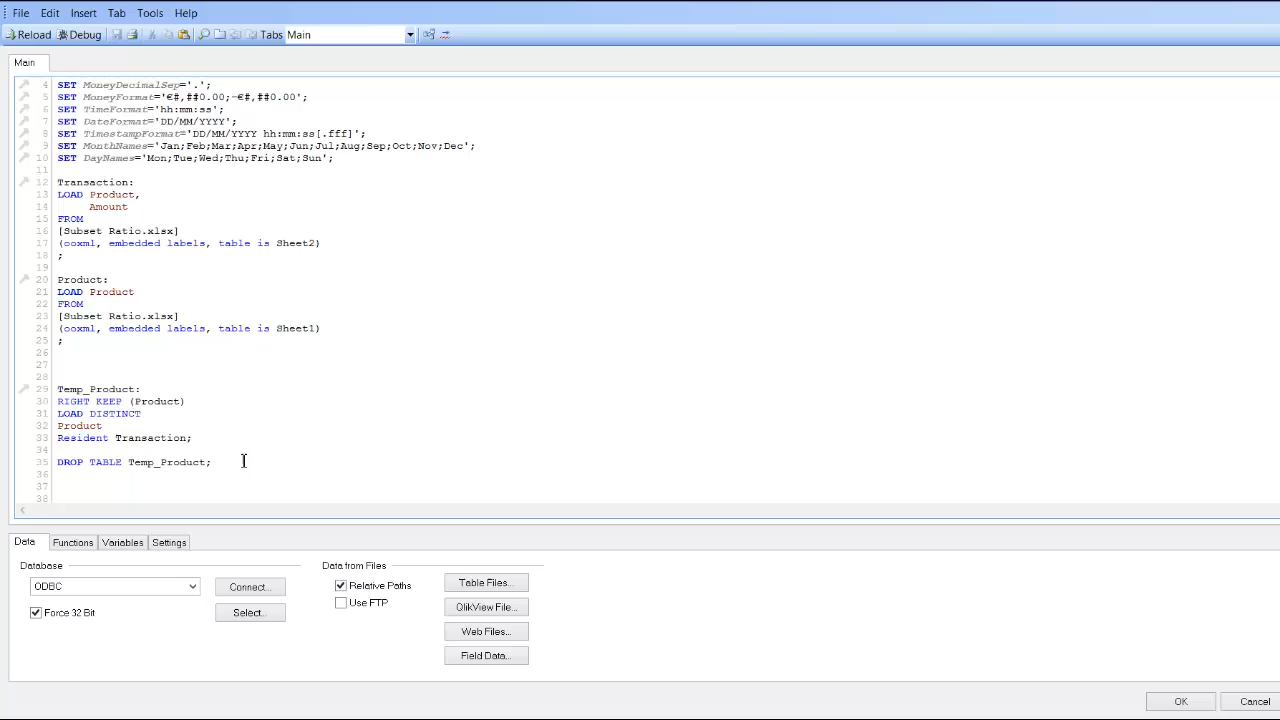 File Edit Insert Tab Tools Help
Reload Debug Tabs Main
Main
4 SET MoneyDecimalSep='.';
5 SET MoneyFormat='€#,##0.00;-€#,##0.00';
6 SET TimeFormat='hh:mm:ss';
7 SET DateFormat='DD/MM/YYYY';
8 SET TimestampFormat='DD/MM/YYYY hh:mm:ss[.fff]';
9 SET MonthNames='Jan;Feb;Mar;Apr;May;Jun;Jul;Aug;Sep;Oct;Nov;Dec';
10 SET DayNames='Mon;Tue;Wed;Thu;Fri;Sat;Sun';
11
12 Transaction:
13 LOAD Product,
14 Amount
15 FROM
16 [Subset Ratio.xlsx]
17 (ooxml, embedded labels, table is Sheet2)
18 ;
19
20 Product:
21 LOAD Product
22 FROM
23 [Subset Ratio.xlsx]
24 (ooxml, embedded labels, table is Sheet1)
25 ;
26
27
28
29 Temp_Product:
30 RIGHT KEEP (Product)
31 LOAD DISTINCT
32 Product
33 Resident Transaction;
34
35 DROP TABLE Temp_Product;
36
37
38
Data Functions Variables Settings
Database
ODBC Connect...
Force 32 Bit Select...
Data from Files
Relative Paths Table Files...
Use FTP QlikView File...
Web Files...
Field Data...
OK Cancel